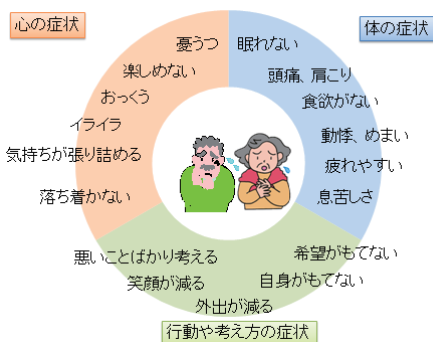 心の症状
憂うつ
楽しめない
おっくう
イライラ
気持ちが張り詰める
落ち着かない
体の症状
眠れない
頭痛、肩こり
食欲がない
動悸、めまい
疲れやすい
息苦しさ
悪いことばかり考える
笑顔が減る
外出が減る
自身がもてない
希望がもてない
行動や考え方の症状